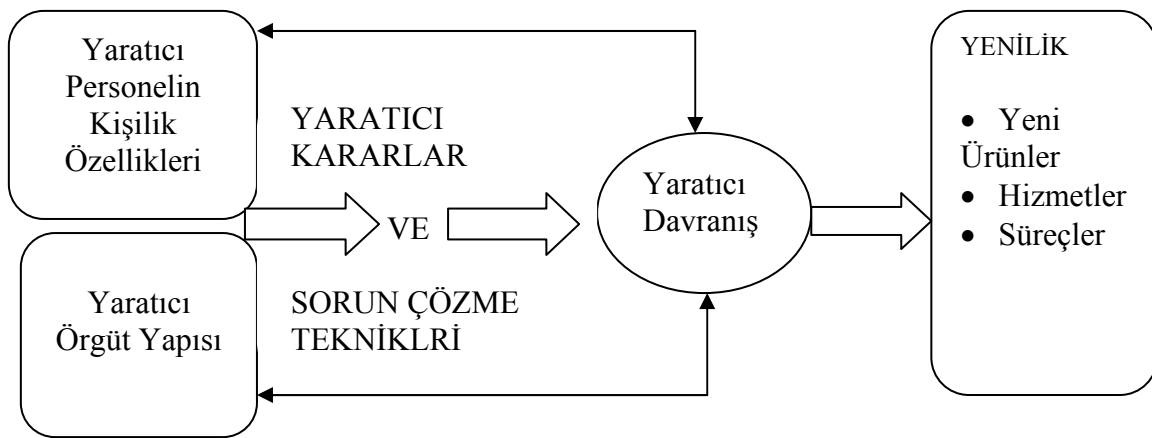 Yaratıcı
Personelin
Kişilik
Özellikleri
YARATICI
KARARLAR
VE
SORUN ÇÖZME
TEKNİKLRİ
Yaratıcı
Örgüt Yapısı
Yaratıcı
Davranış
YENİLİK
• Yeni
Ürünler
• Hizmetler
• Süreçler